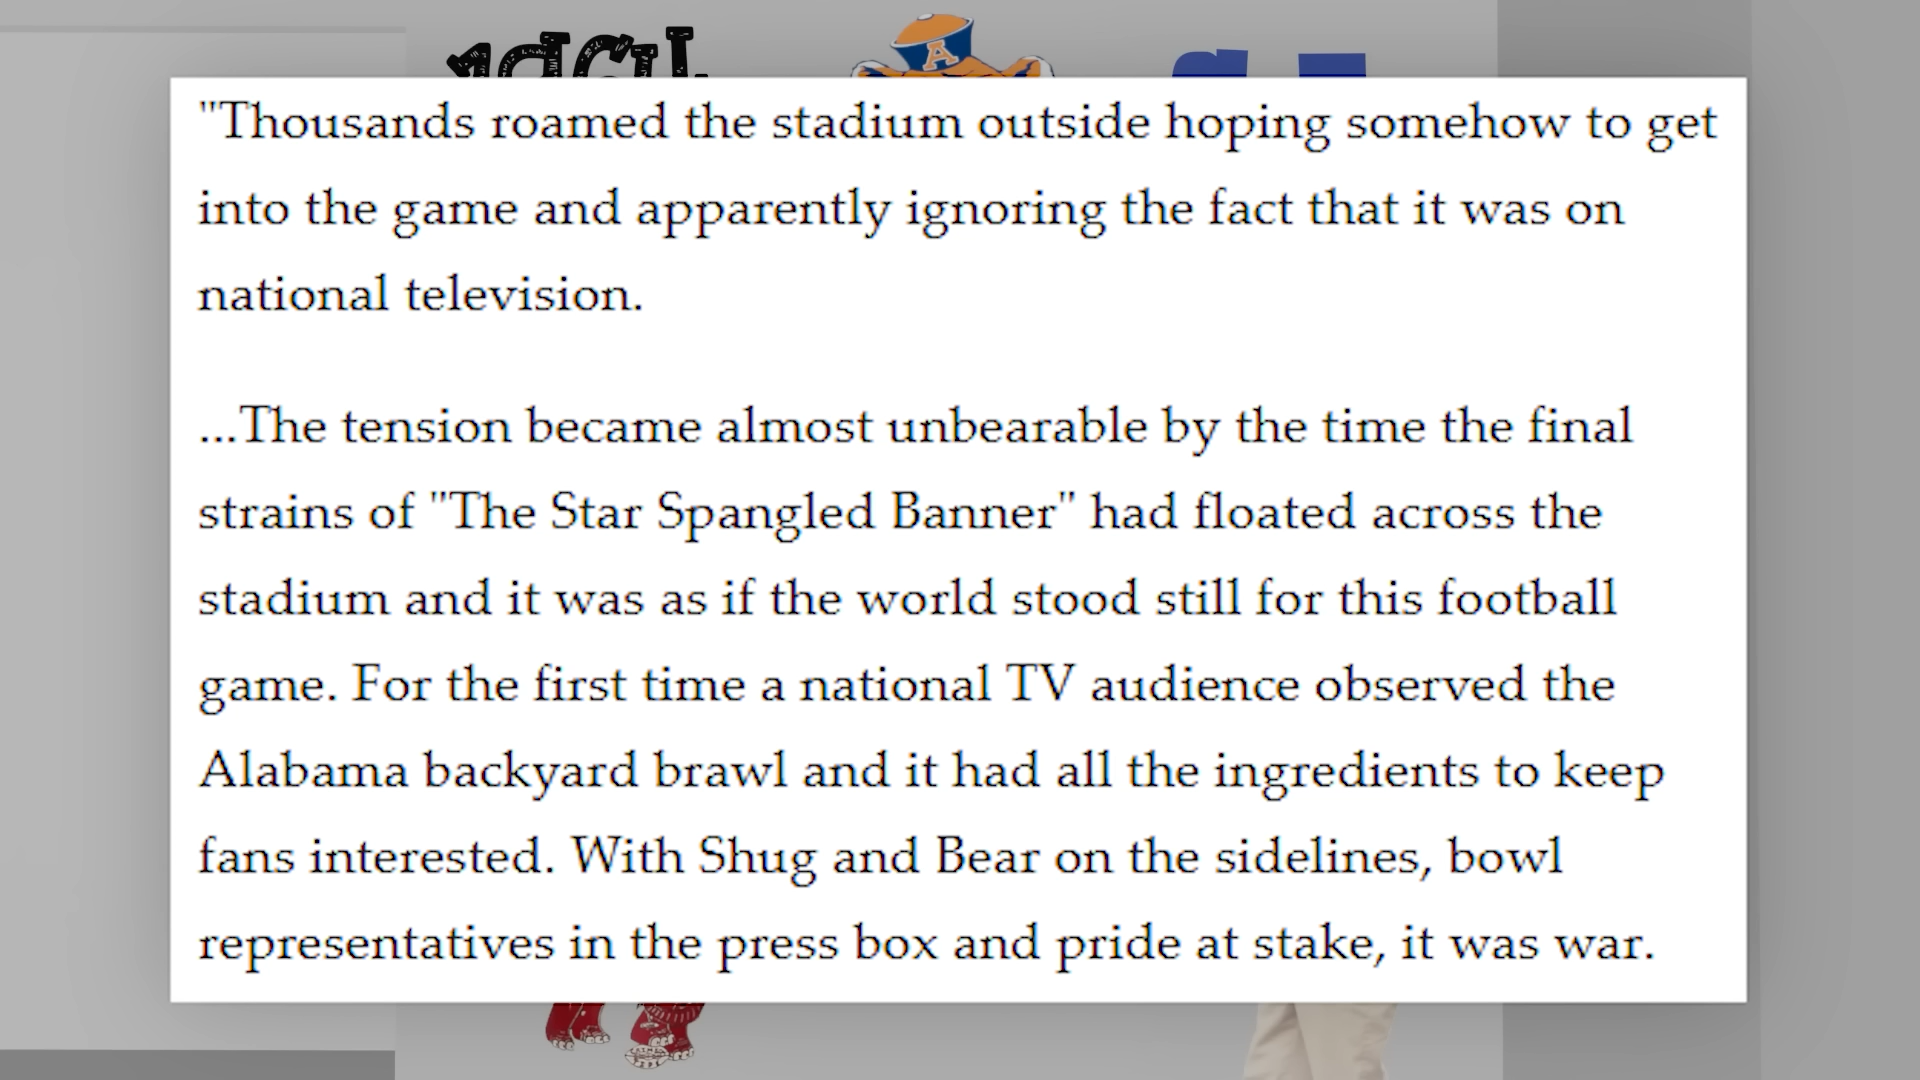 A
"Thousands roamed the stadium outside hoping somehow to get
into the game and apparently ignoring the fact that it was on
national television.
...The tension became almost unbearable by the time the final
strains of "The Star Spangled Banner" had floated across the
stadium and it was as if the world stood still for this football
game. For the first time a national TV audience observed the
Alabama backyard brawl and it had all the ingredients to keep
fans interested. With Shug and Bear on the sidelines, bowl
representatives in the press box and pride at stake, it was war.